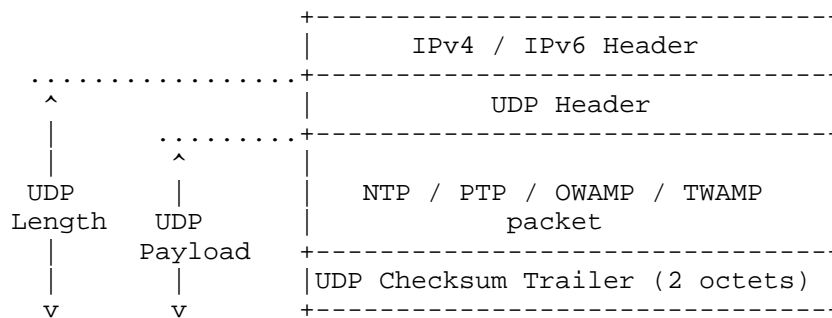 IPv4 / IPv6 Header
UDP Header
UDP NTP / PTP / OWAMP / TWAMP
Length UDP packet
Payload
UDP Checksum Trailer (2 octets)